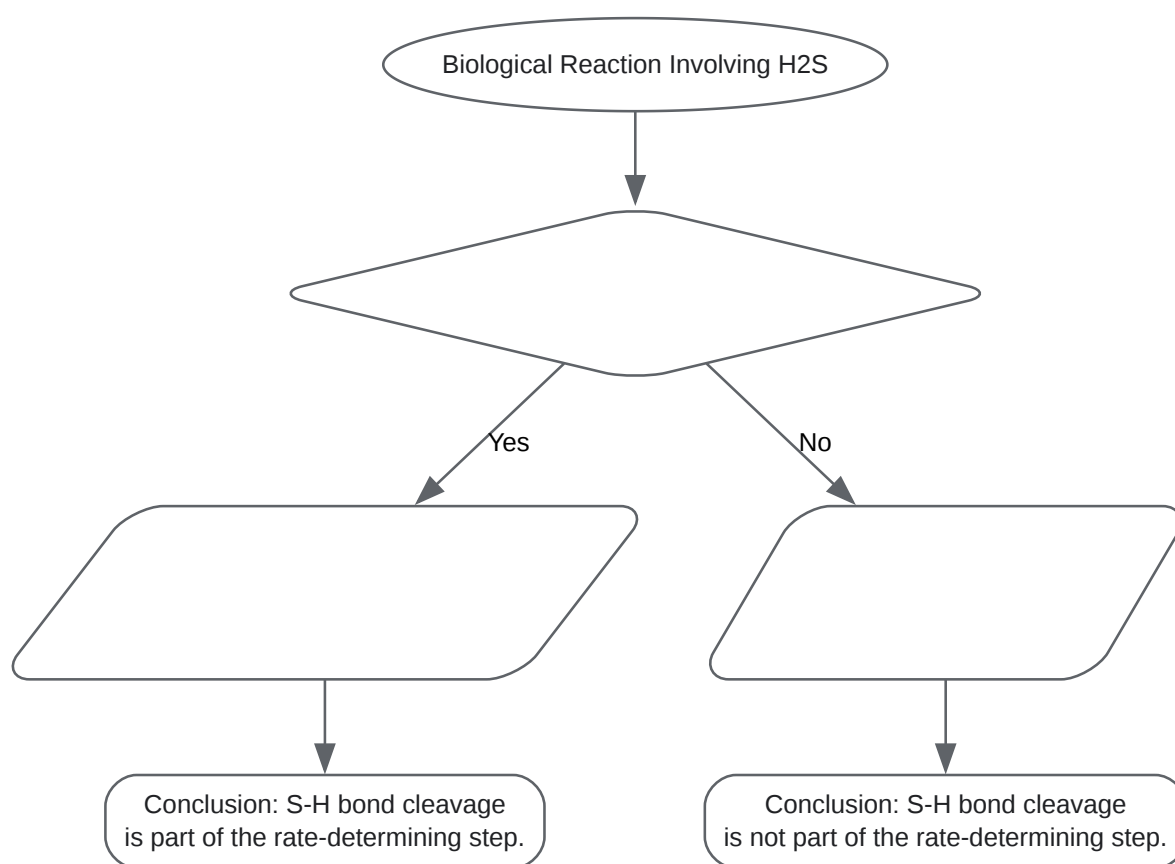 Biological Reaction Involving H2S
Yes
No
Conclusion: S-H bond cleavage
is part of the rate-determining step.
Conclusion: S-H bond cleavage
is not part of the rate-determining step.